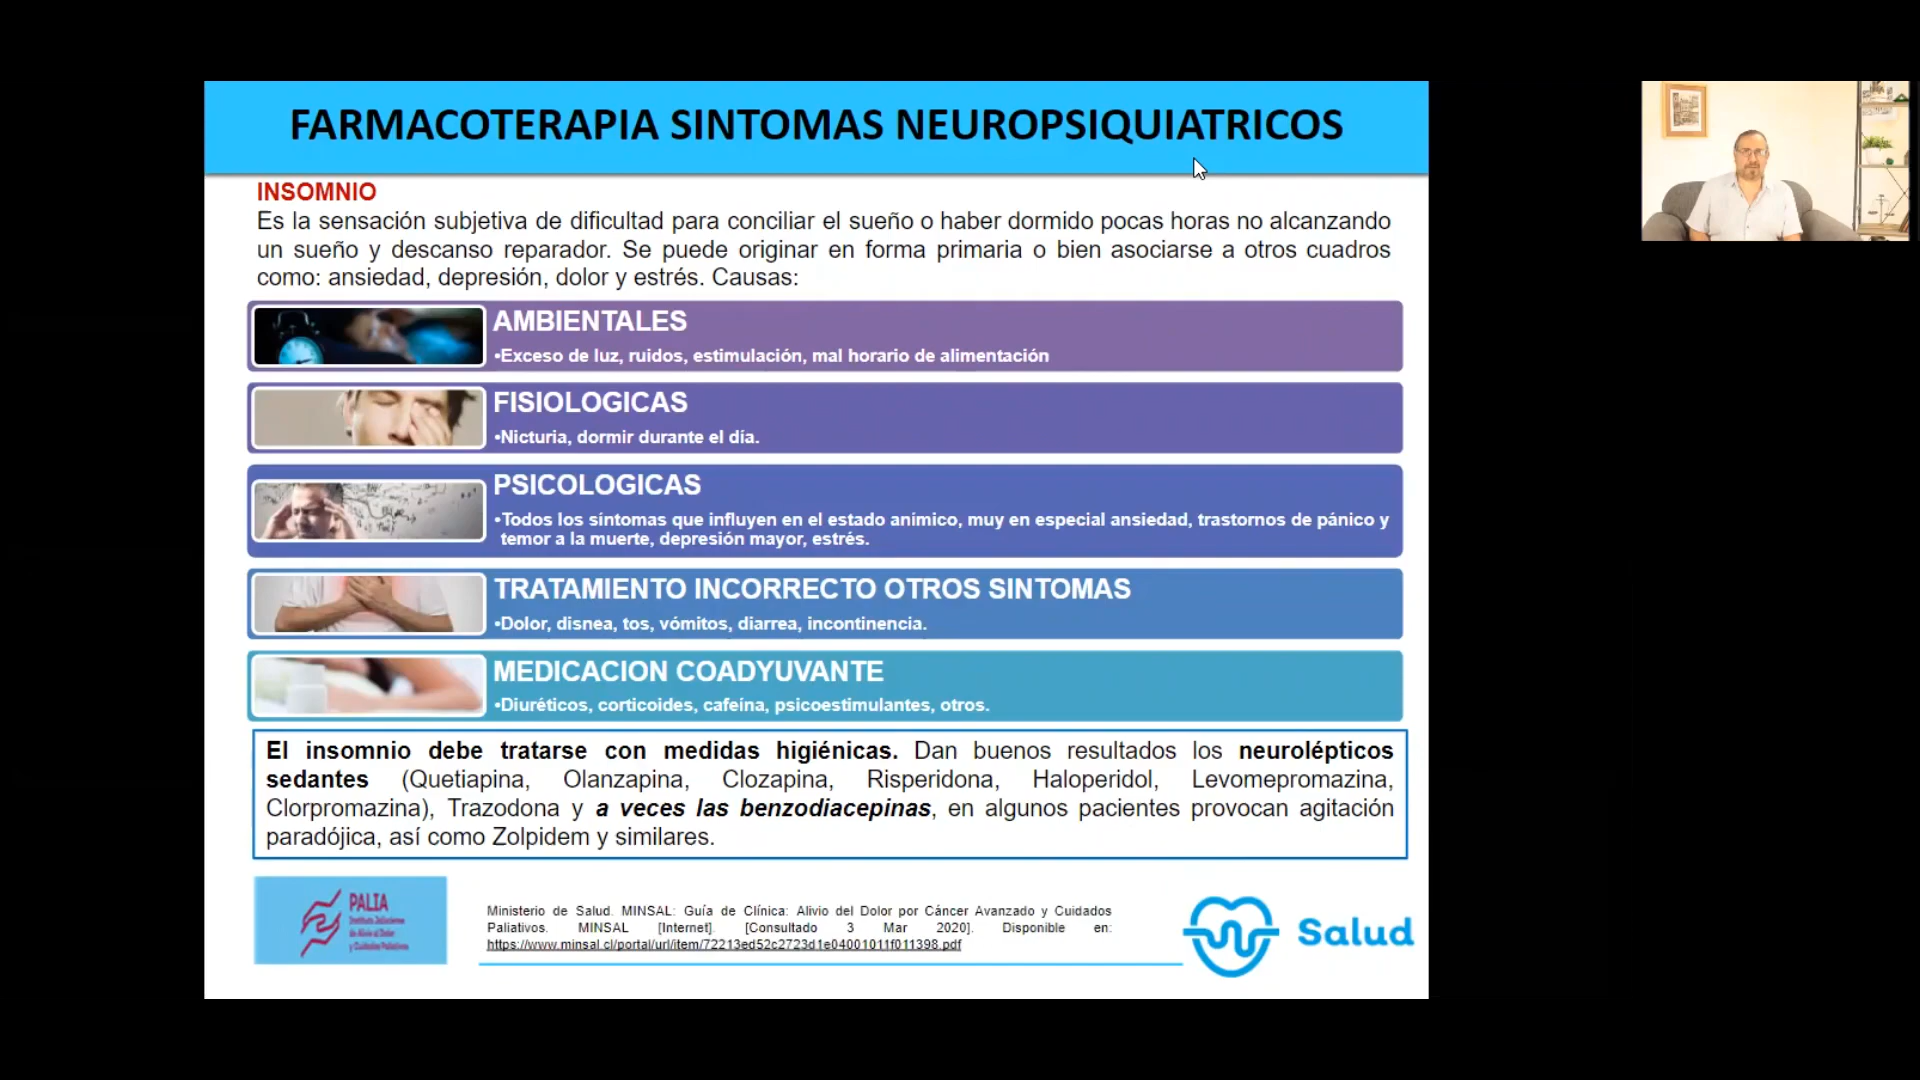 FARMACOTERAPIA SINTOMAS NEUROPSIQUIATRICOS
INSOMNIO
Es la sensación subjetiva de dificultad para conciliar el sueño o haber dormido pocas horas no alcanzando
un sueño y descanso reparador. Se puede originar en forma primaria o bien asociarse a otros cuadros
como: ansiedad, depresión, dolor y estrés. Causas:
AMBIENTALES
•Exceso de luz, ruidos, estimulación, mal horario de alimentación
FISIOLOGICAS
•Nicturia, dormir durante el día.
PSICOLOGICAS
•Todos los síntomas que influyen en el estado anímico, muy en especial ansiedad, trastornos de pánico y
temor a la muerte, depresión mayor, estrés.
TRATAMIENTO INCORRECTO OTROS SINTOMAS
•Dolor, disnea, tos, vómitos, diarrea, incontinencia.
MEDICACION COADYUVANTE
•Diuréticos, corticoides, cafeína, psicoestimulantes, otros.
El insomnio debe tratarse con medidas higiénicas. Dan buenos resultados los neurolépticos
sedantes (Quetiapina, Olanzapina, Clozapina, Risperidona, Haloperidol, Levomepromazina,
Clorpromazina), Trazodona y a veces las benzodiacepinas, en algunos pacientes provocan agitación
paradójica, así como Zolpidem y similares.
PALIA
Instituto Jalisciense
de Alivio al Dolor
y Cuidados Paliativos
Ministerio de Salud. MINSAL: Guía de Clínica: Alivio del Dolor por Cáncer Avanzado y Cuidados
Paliativos. MINSAL [Internet]. [Consultado 3 Mar 2020]. Disponible en:
https://www.minsal.cl/portal/url/item/72213ed52c2723d1e04001011f011398.pdf
Salud